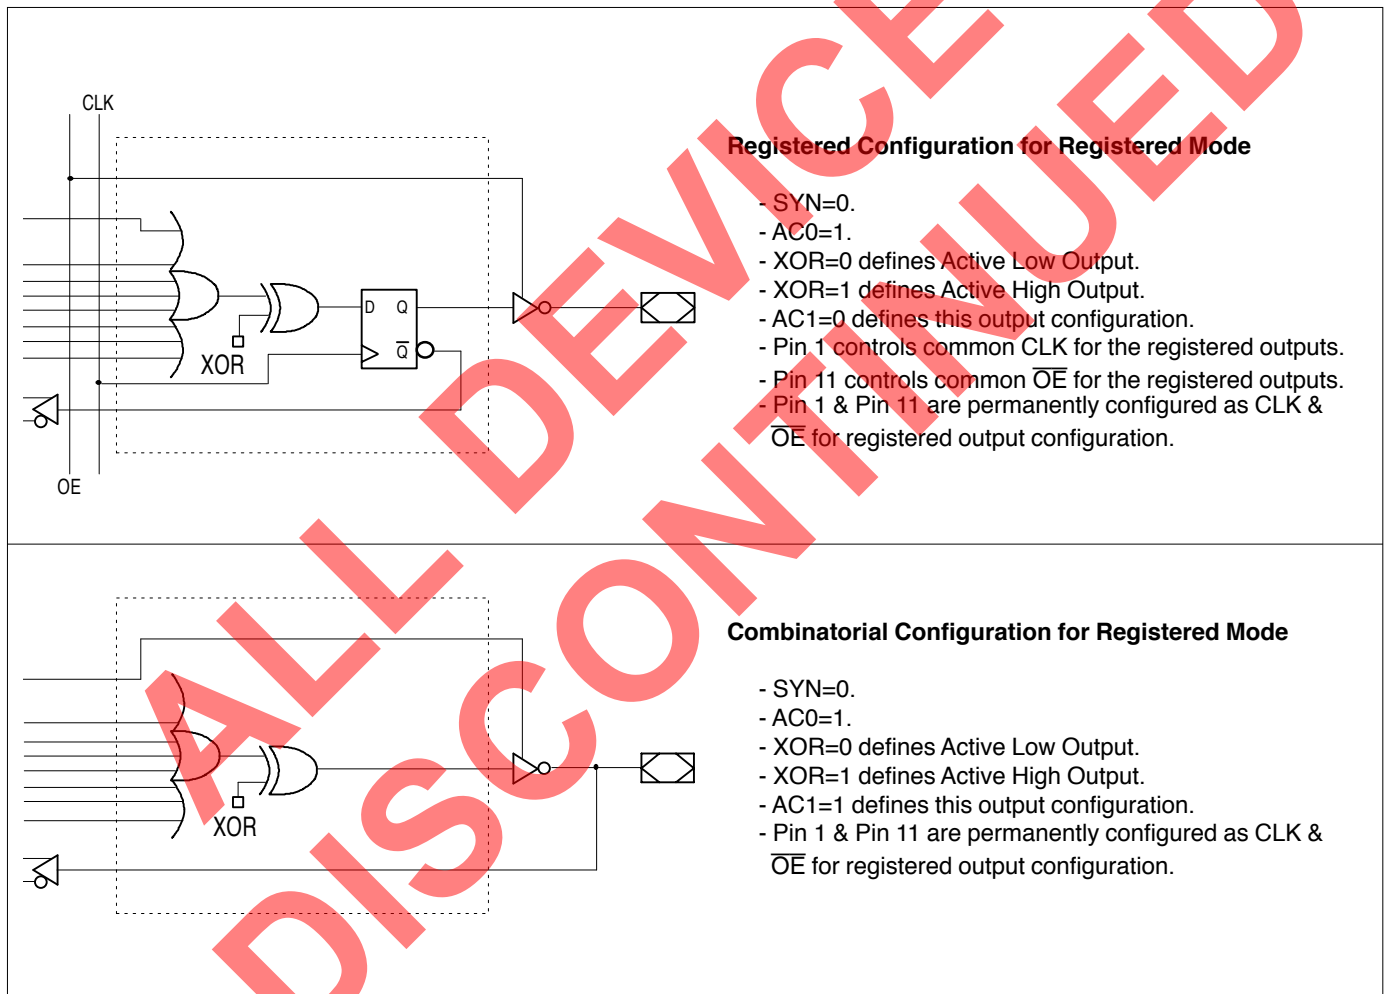 CLK
Registered Configuration for Registered Mode
- SYN=0.
- AC0=1.
- XOR=0 defines Active Low Output.
- XOR=1 defines Active High Output.
- AC1=0 defines this output configuration.
- Pin 1 controls common CLK for the registered outputs.
- Pin 11 controls common O̅E̅ for the registered outputs.
- Pin 1 & Pin 11 are permanently configured as CLK &
O̅E̅ for registered output configuration.
D Q
Q̅
XOR
OE
Combinatorial Configuration for Registered Mode
- SYN=0.
- AC0=1.
- XOR=0 defines Active Low Output.
- XOR=1 defines Active High Output.
- AC1=1 defines this output configuration.
- Pin 1 & Pin 11 are permanently configured as CLK &
O̅E̅ for registered output configuration.
XOR
ALL DEVICE
DISCONTINUED